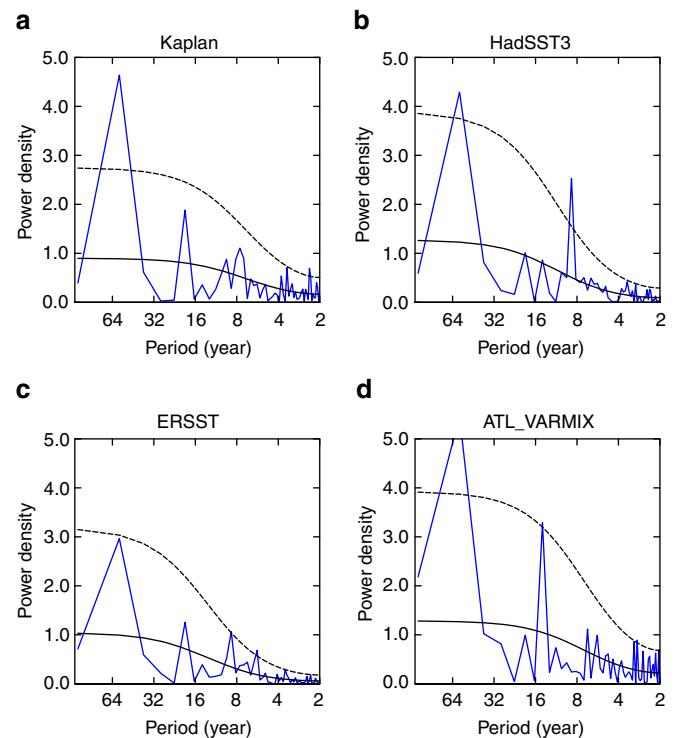 a
Kaplan
5.0
4.0
3.0
2.0
1.0
0.0
Power density
64 32 16 8 4 2
Period (year)
b
HadSST3
5.0
4.0
3.0
2.0
1.0
0.0
Power density
64 32 16 8 4 2
Period (year)
c
ERSST
5.0
4.0
3.0
2.0
1.0
0.0
Power density
64 32 16 8 4 2
Period (year)
d
ATL_VARMIX
5.0
4.0
3.0
2.0
1.0
0.0
Power density
64 32 16 8 4 2
Period (year)